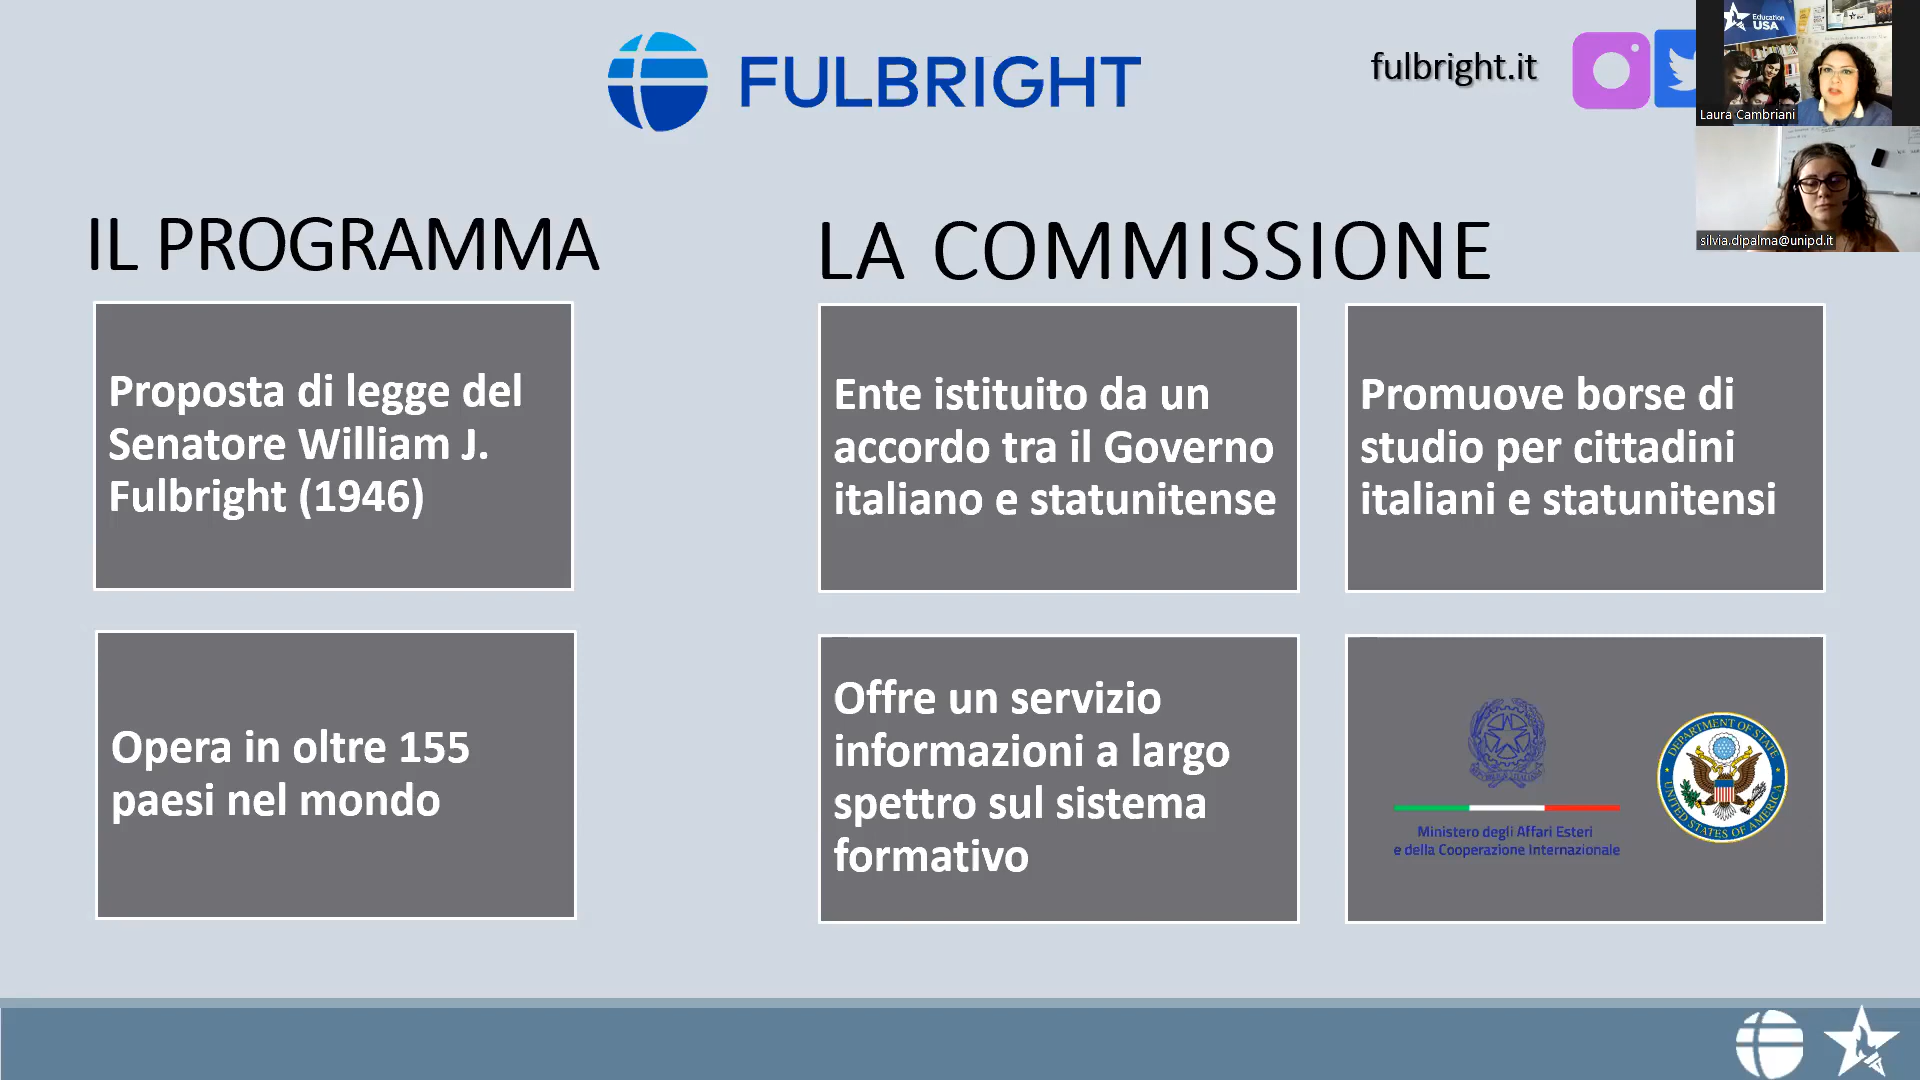 FULBRIGHT
fulbright.it
Education
USA
Laura Cambriani
silvia.dipalma@unipd.it
IL PROGRAMMA
Proposta di legge del
Senatore William J.
Fulbright (1946)
Opera in oltre 155
paesi nel mondo
LA COMMISSIONE
Ente istituito da un
accordo tra il Governo
italiano e statunitense
Promuove borse di
studio per cittadini
italiani e statunitensi
Offre un servizio
informazioni a largo
spettro sul sistema
formativo
Ministero degli Affari Esteri
e della Cooperazione Internazionale
DEPARTMENT OF STATE
UNITED STATES OF AMERICA